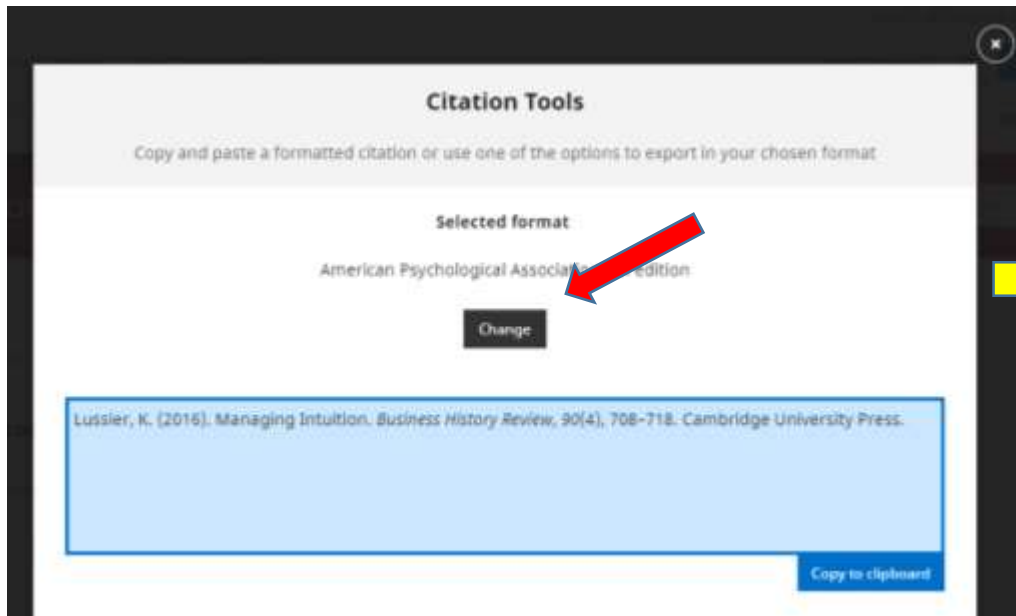 Citation Tools
Copy and paste a formatted citation or use one of the options to export in your chosen format
Selected format
American Psychological edition
Change
Lussier, K. (2016). Managing Intuition. Business History Review, 90(4), 708–718. Cambridge University Press.
Copy to clipboard